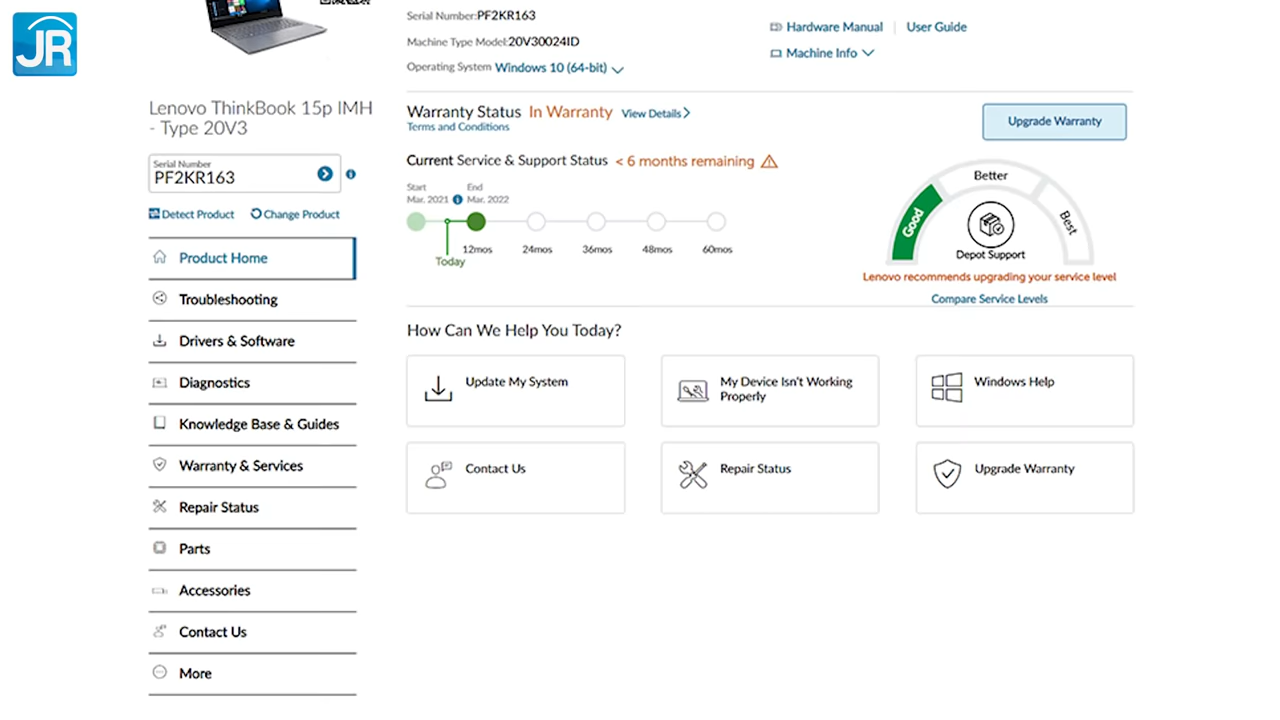 JR
Serial Number:PF2KR163
Machine Type Model:20V30024ID
Operating System Windows 10 (64-bit)
Hardware Manual | User Guide
Machine Info
Lenovo ThinkBook 15p IMH
- Type 20V3
Serial Number
PF2KR163
Detect Product Change Product
Product Home
Troubleshooting
Drivers & Software
Diagnostics
Knowledge Base & Guides
Warranty & Services
Repair Status
Parts
Accessories
Contact Us
More
Warranty Status In Warranty View Details
Terms and Conditions
Upgrade Warranty
Current Service & Support Status < 6 months remaining
Start End
Mar. 2021 Mar. 2022
12mos 24mos 36mos 48mos 60mos
Today
Good Better Best
Depot Support
Lenovo recommends upgrading your service level
Compare Service Levels
How Can We Help You Today?
Update My System
My Device Isn't Working
Properly
Windows Help
Contact Us
Repair Status
Upgrade Warranty